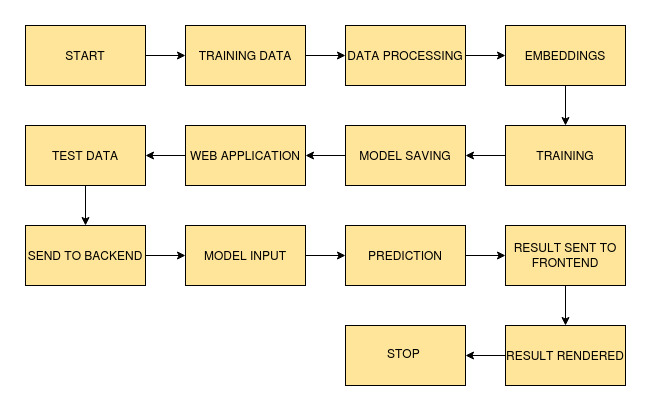 START
TRAINING DATA
DATA PROCESSING
EMBEDDINGS
TEST DATA
WEB APPLICATION
MODEL SAVING
TRAINING
SEND TO BACKEND
MODEL INPUT
PREDICTION
RESULT SENT TO
FRONTEND
STOP
RESULT RENDERED